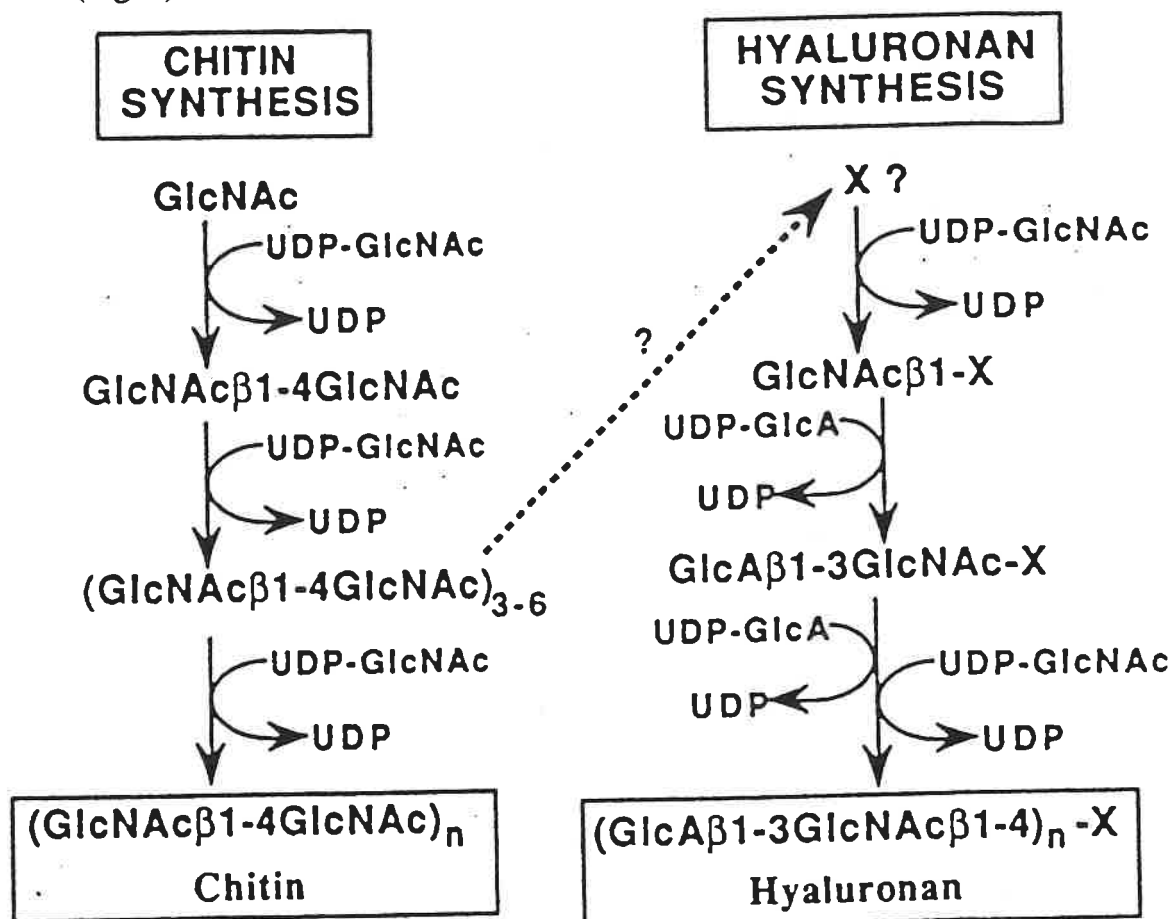 CHITIN
SYNTHESIS
GlcNAc
UDP-GlcNAc
UDP
GlcNAcβ1-4GlcNAc
UDP-GlcNAc
UDP
(GlcNAcβ1-4GlcNAc)3-6
UDP-GlcNAc
UDP
(GlcNAcβ1-4GlcNAc)n
Chitin
?
HYALURONAN
SYNTHESIS
X ?
UDP-GlcNAc
UDP
GlcNAcβ1-X
UDP-GlcA
UDP
GlcAβ1-3GlcNAc-X
UDP-GlcA
UDP
UDP-GlcNAc
UDP
(GlcAβ1-3GlcNAcβ1-4)n-X
Hyaluronan